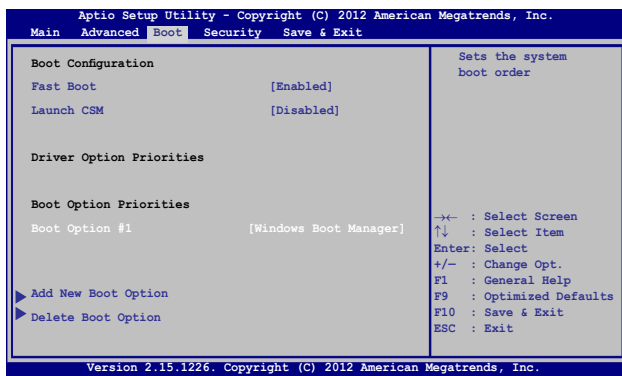 Aptio Setup Utility - Copyright (C) 2012 American Megatrends, Inc.
Main Advanced Boot Security Save & Exit
Boot Configuration
Fast Boot [Enabled]
Launch CSM [Disabled]
Driver Option Priorities
Boot Option Priorities
Boot Option #1 [Windows Boot Manager]
Add New Boot Option
Delete Boot Option
Sets the system
boot order
→← : Select Screen
↑↓ : Select Item
Enter: Select
+/— : Change Opt.
F1 : General Help
F9 : Optimized Defaults
F10 : Save & Exit
ESC : Exit
Version 2.15.1226. Copyright (C) 2012 American Megatrends, Inc.